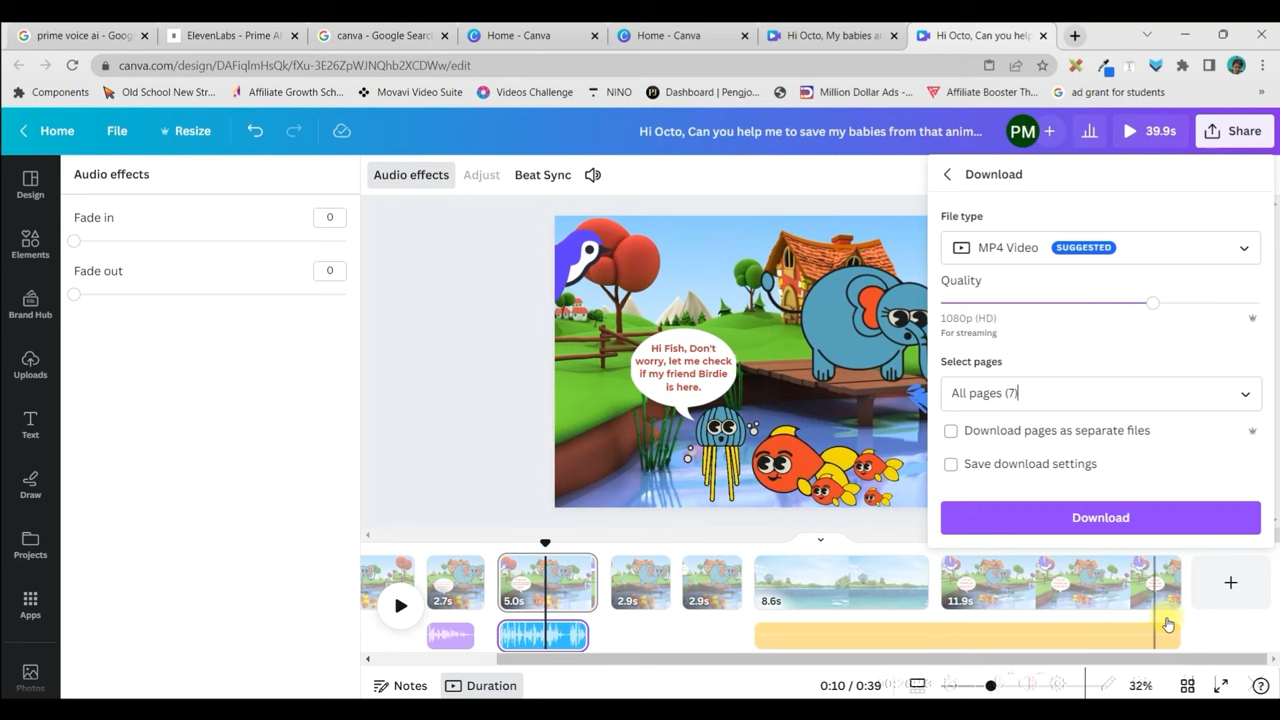 prime voice ai - Goog
ElevenLabs - Prime AI
canva - Google Search
Home - Canva
Home - Canva
Hi Octo, My babies a
Hi Octo, Can you help
canva.com/design/DAFiqlmHsQk/fXu-3E26ZpWJNQhb2XCDWw/edit
Components
Old School New Str...
Affiliate Growth Sch...
Movavi Video Suite
Videos Challenge
NINO
Dashboard | Pengjo...
Million Dollar Ads -...
Affiliate Booster Th...
ad grant for students
Home
File
Resize
Hi Octo, Can you help me to save my babies from that anim...
PM
39.9s
Share
Design
Elements
Brand Hub
Uploads
Text
Draw
Projects
Apps
Photos
Audio effects
Fade in
0
Fade out
0
Audio effects
Adjust
Beat Sync
Hi Fish, Don't
worry, let me check
if my friend Birdie
is here.
Download
File type
MP4 Video SUGGESTED
Quality
1080p (HD)
For streaming
Select pages
All pages (7)
Download pages as separate files
Save download settings
Download
2.7s
5.0s
2.9s
2.9s
8.6s
11.9s
Notes
Duration
0:10 / 0:39
32%